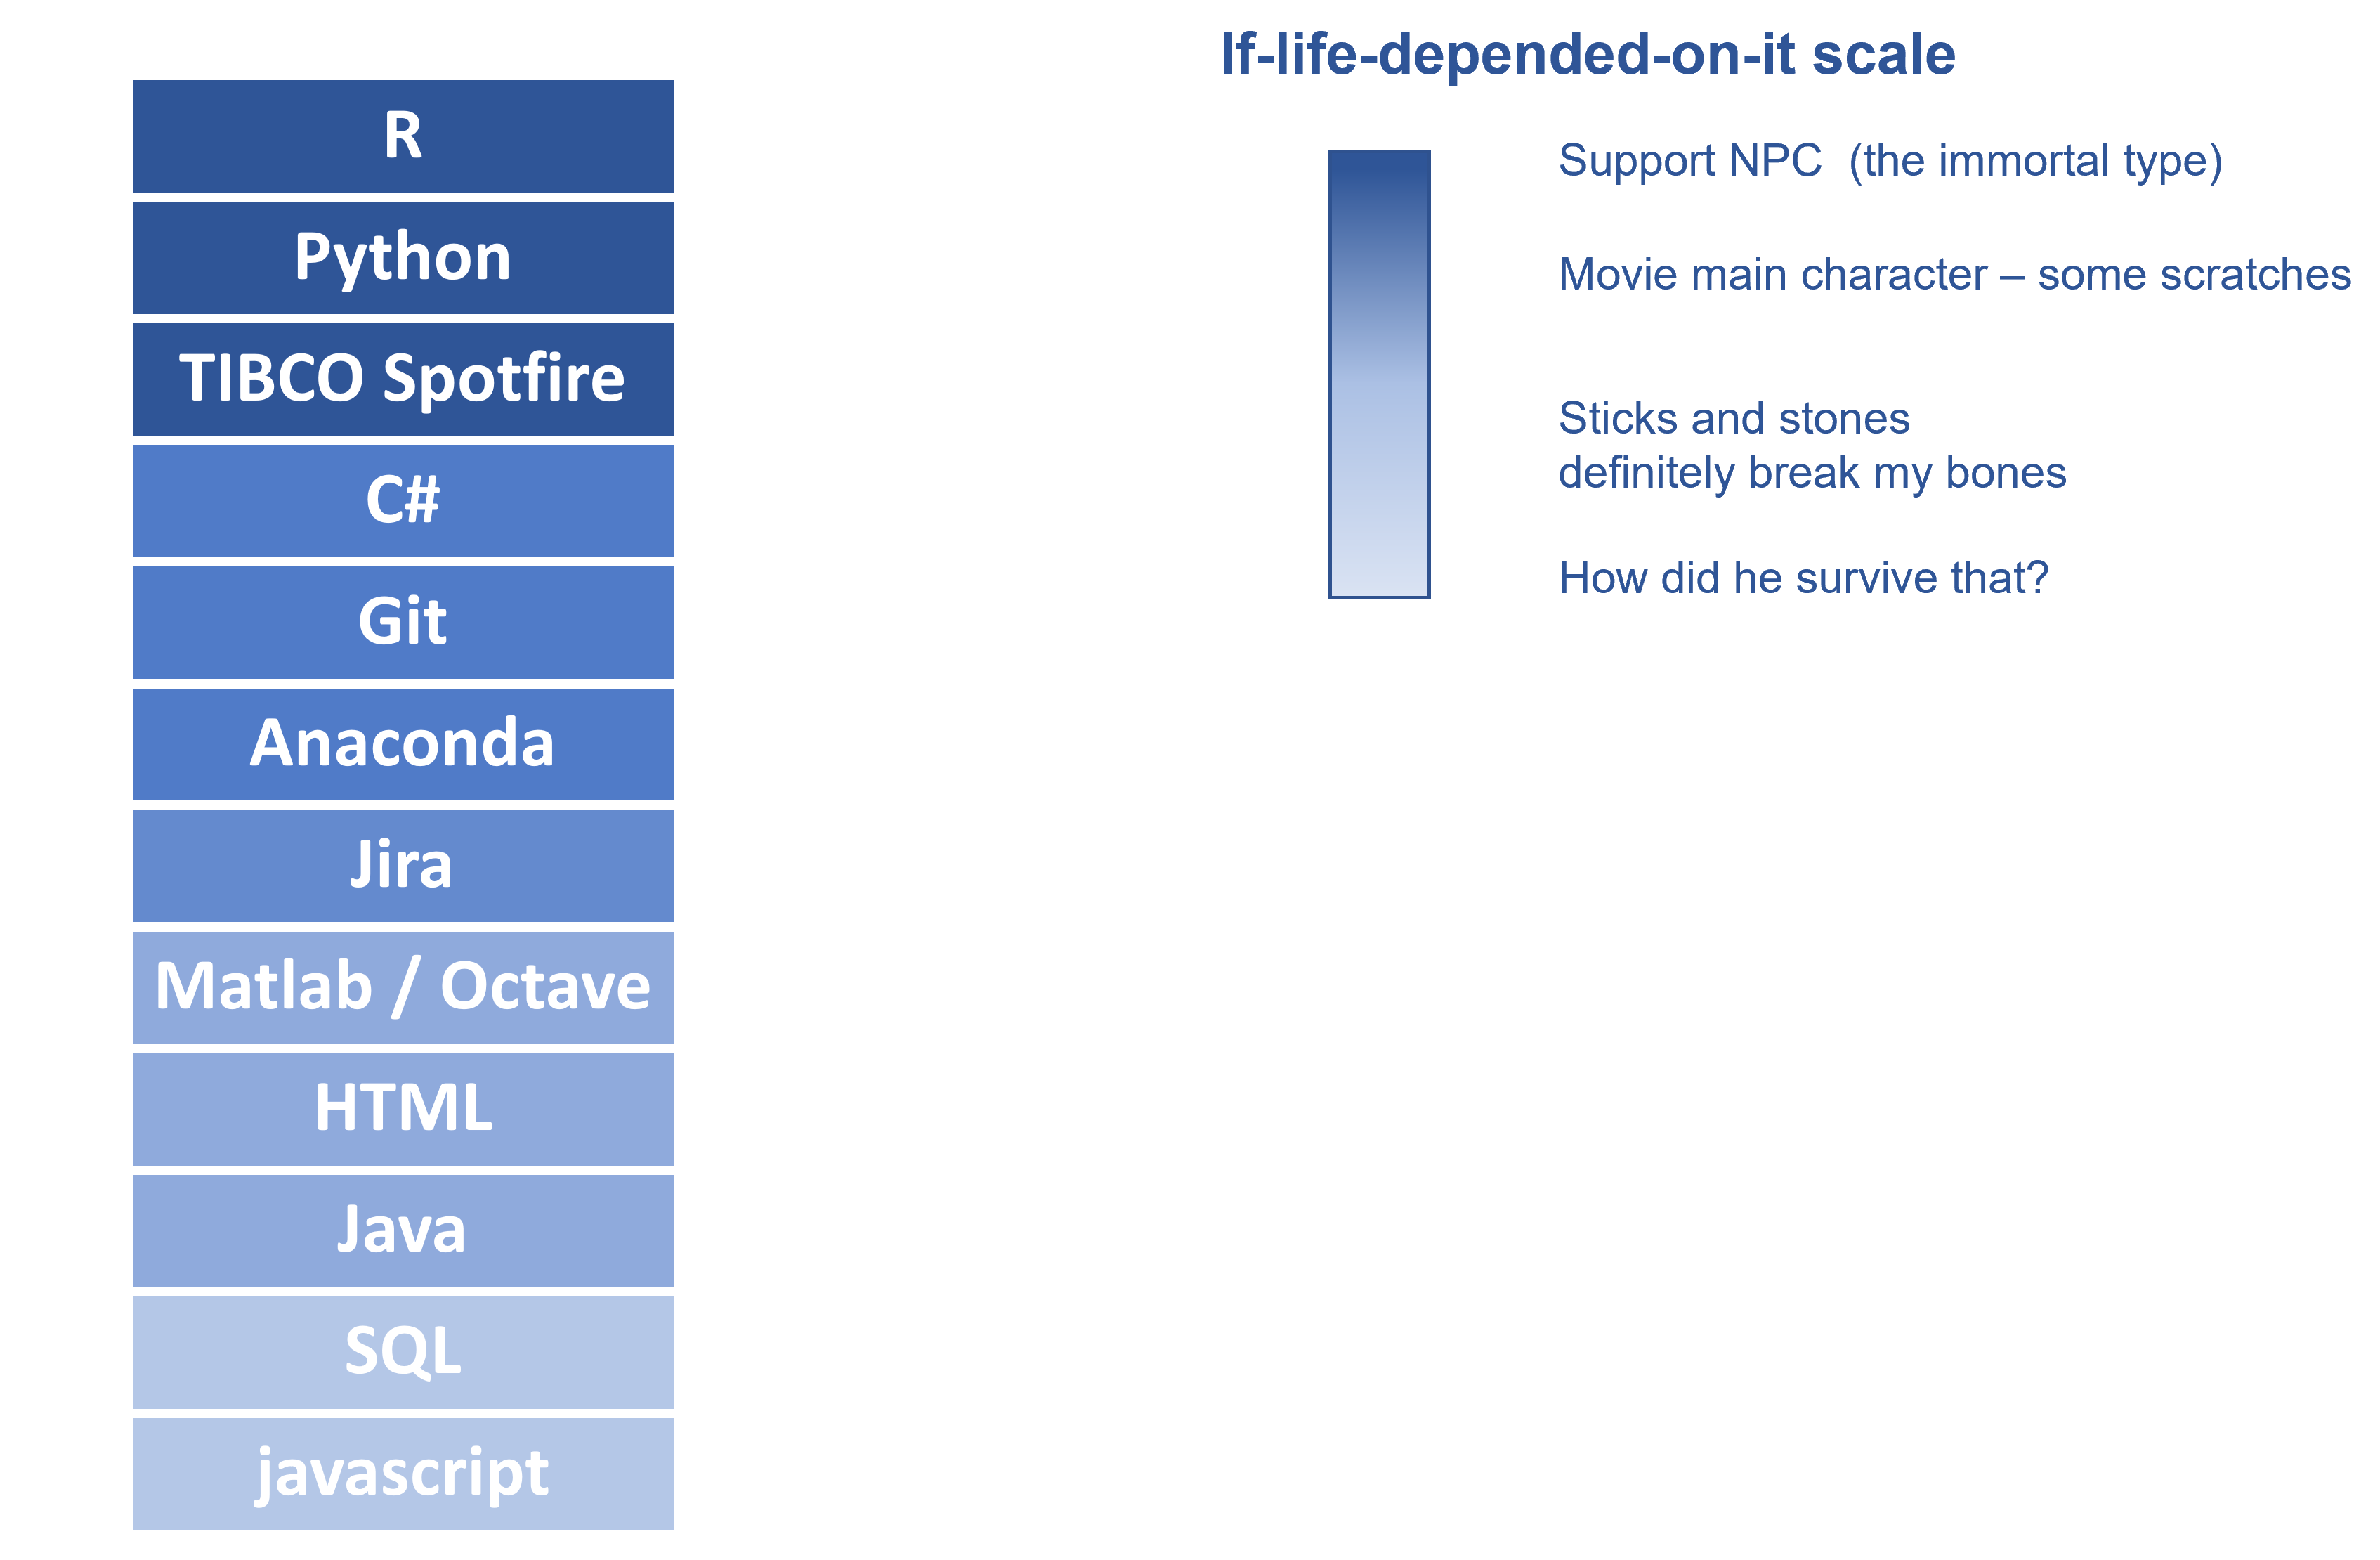 If-life-depended-on-it scale
R
Python
TIBCO Spotfire
C#
Git
Anaconda
Jira
Matlab / Octave
HTML
Java
SQL
javascript
Support NPC  (the immortal type)
Movie main character – some scratches
Sticks and stones
definitely break my bones
How did he survive that?